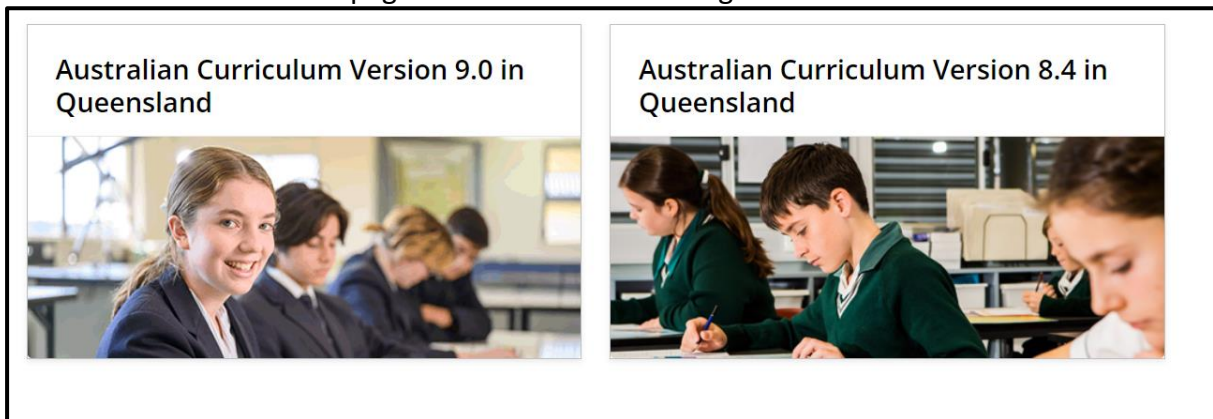 Australian Curriculum Version 9.0 in
Queensland
Australian Curriculum Version 8.4 in
Queensland